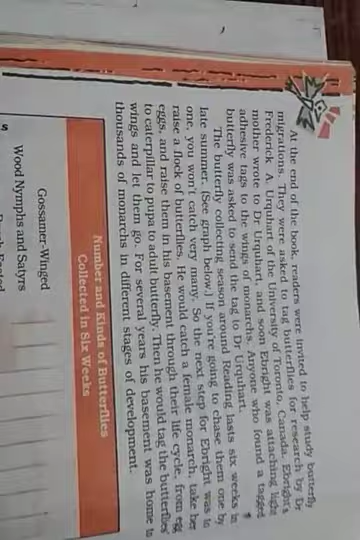 At the end of the book, readers were invited to help study butterfly
migrations. They were asked to tag butterflies for research by Dr
Frederick A. Urquhart of the University of Toronto, Canada. Ebright's
mother wrote to Dr Urquhart, and soon Ebright was attaching light
adhesive tags to the wings of monarchs. Anyone who found a tagged
butterfly was asked to send the tag to Dr Urquhart.
The butterfly collecting season around Reading lasts six weeks in
late summer. (See graph below.) If you're going to chase them one by
one, you won't catch very many. So the next step for Ebright was to
raise a flock of butterflies. He would catch a female monarch, take her
eggs, and raise them in his basement through their life cycle, from egg
to caterpillar to pupa to adult butterfly. Then he would tag the butterflies'
wings and let them go. For several years his basement was home to
thousands of monarchs in different stages of development.
Number and Kinds of Butterflies
Collected in Six Weeks
Gossamer-Winged
Wood Nymphs and Satyrs